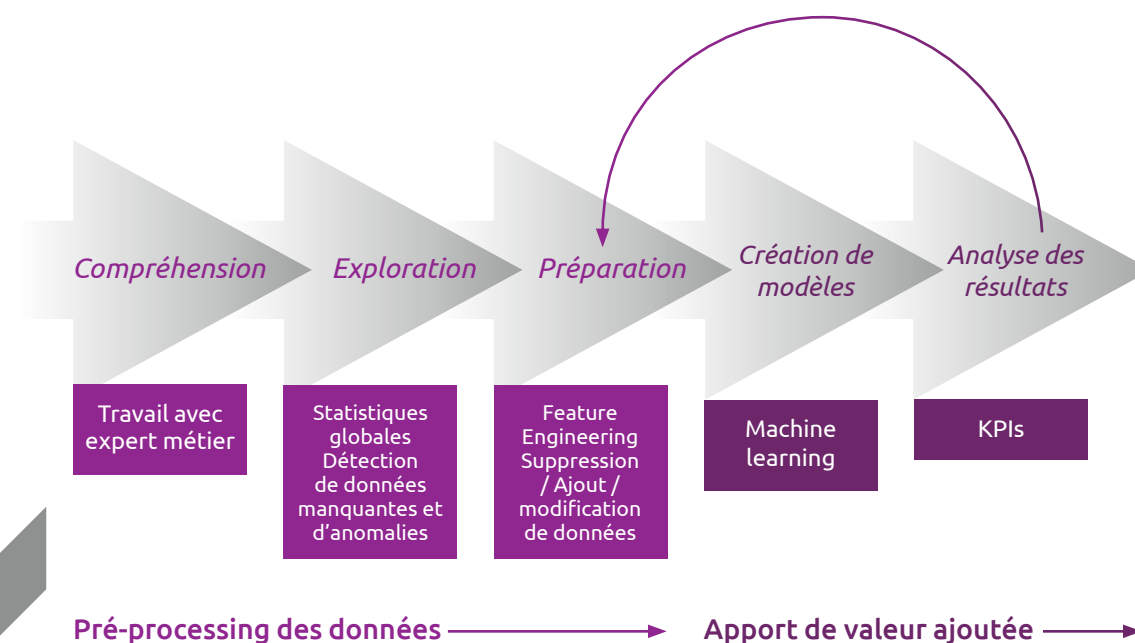 Compréhension
Exploration
Préparation
Création de
modèles
Analyse des
résultats
Travail avec
expert métier
Statistiques
globales
Détection
de données
manquantes et
d'anomalies
Feature
Engineering
Suppression
/ Ajout /
modification
de données
Machine
learning
KPIs
Pré-processing des données
Apport de valeur ajoutée